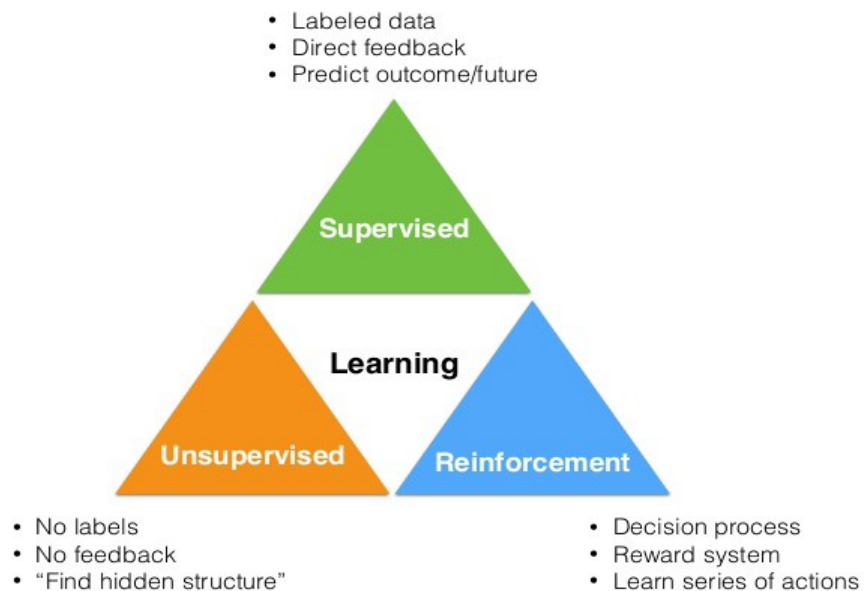 • Labeled data
• Direct feedback
• Predict outcome/future
Supervised
Learning
Unsupervised
Reinforcement
• No labels
• No feedback
• “Find hidden structure”
• Decision process
• Reward system
• Learn series of actions